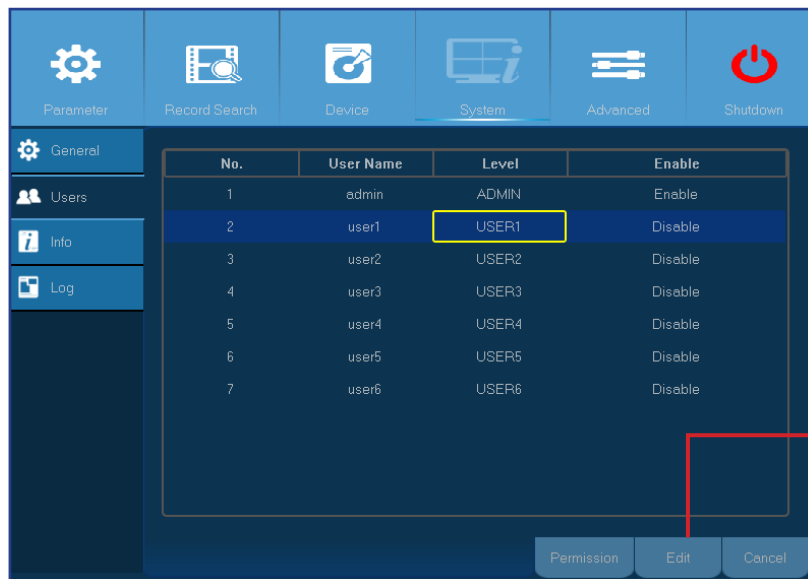 Parameter Record Search Device System Advanced Shutdown
General
Users
Info
Log
No. User Name Level Enable
1 admin ADMIN Enable
2 user1 USER1 Disable
3 user2 USER2 Disable
4 user3 USER3 Disable
5 user4 USER4 Disable
6 user5 USER5 Disable
7 user6 USER6 Disable
Permission Edit Cancel